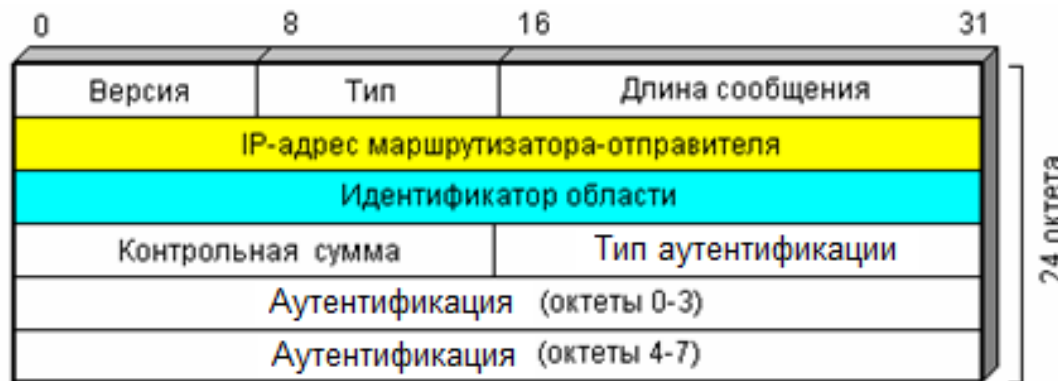 0 8 16 31
Версия Тип Длина сообщения
IP-адрес маршрутизатора-отправителя
Идентификатор области
Контрольная сумма Тип аутентификации
Аутентификация (октеты 0-3)
Аутентификация (октеты 4-7)
24 октета